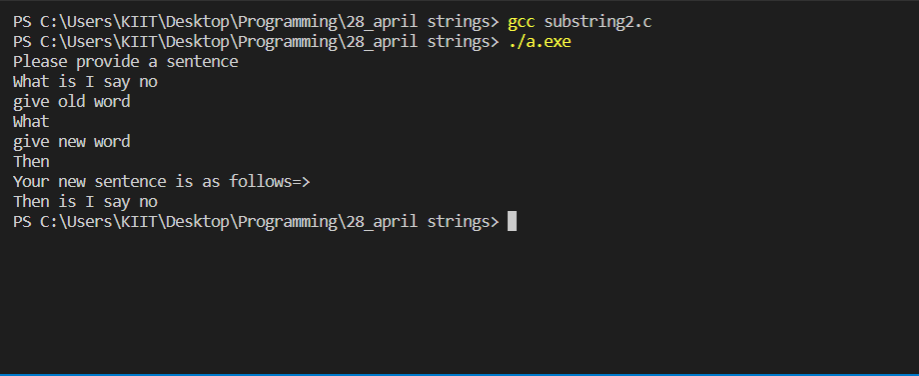 PS C:\Users\KIIT\Desktop\Programming\28_april strings> gcc substring2.c
PS C:\Users\KIIT\Desktop\Programming\28_april strings> ./a.exe
Please provide a sentence
What is I say no
give old word
What
give new word
Then
Your new sentence is as follows=>
Then is I say no
PS C:\Users\KIIT\Desktop\Programming\28_april strings>